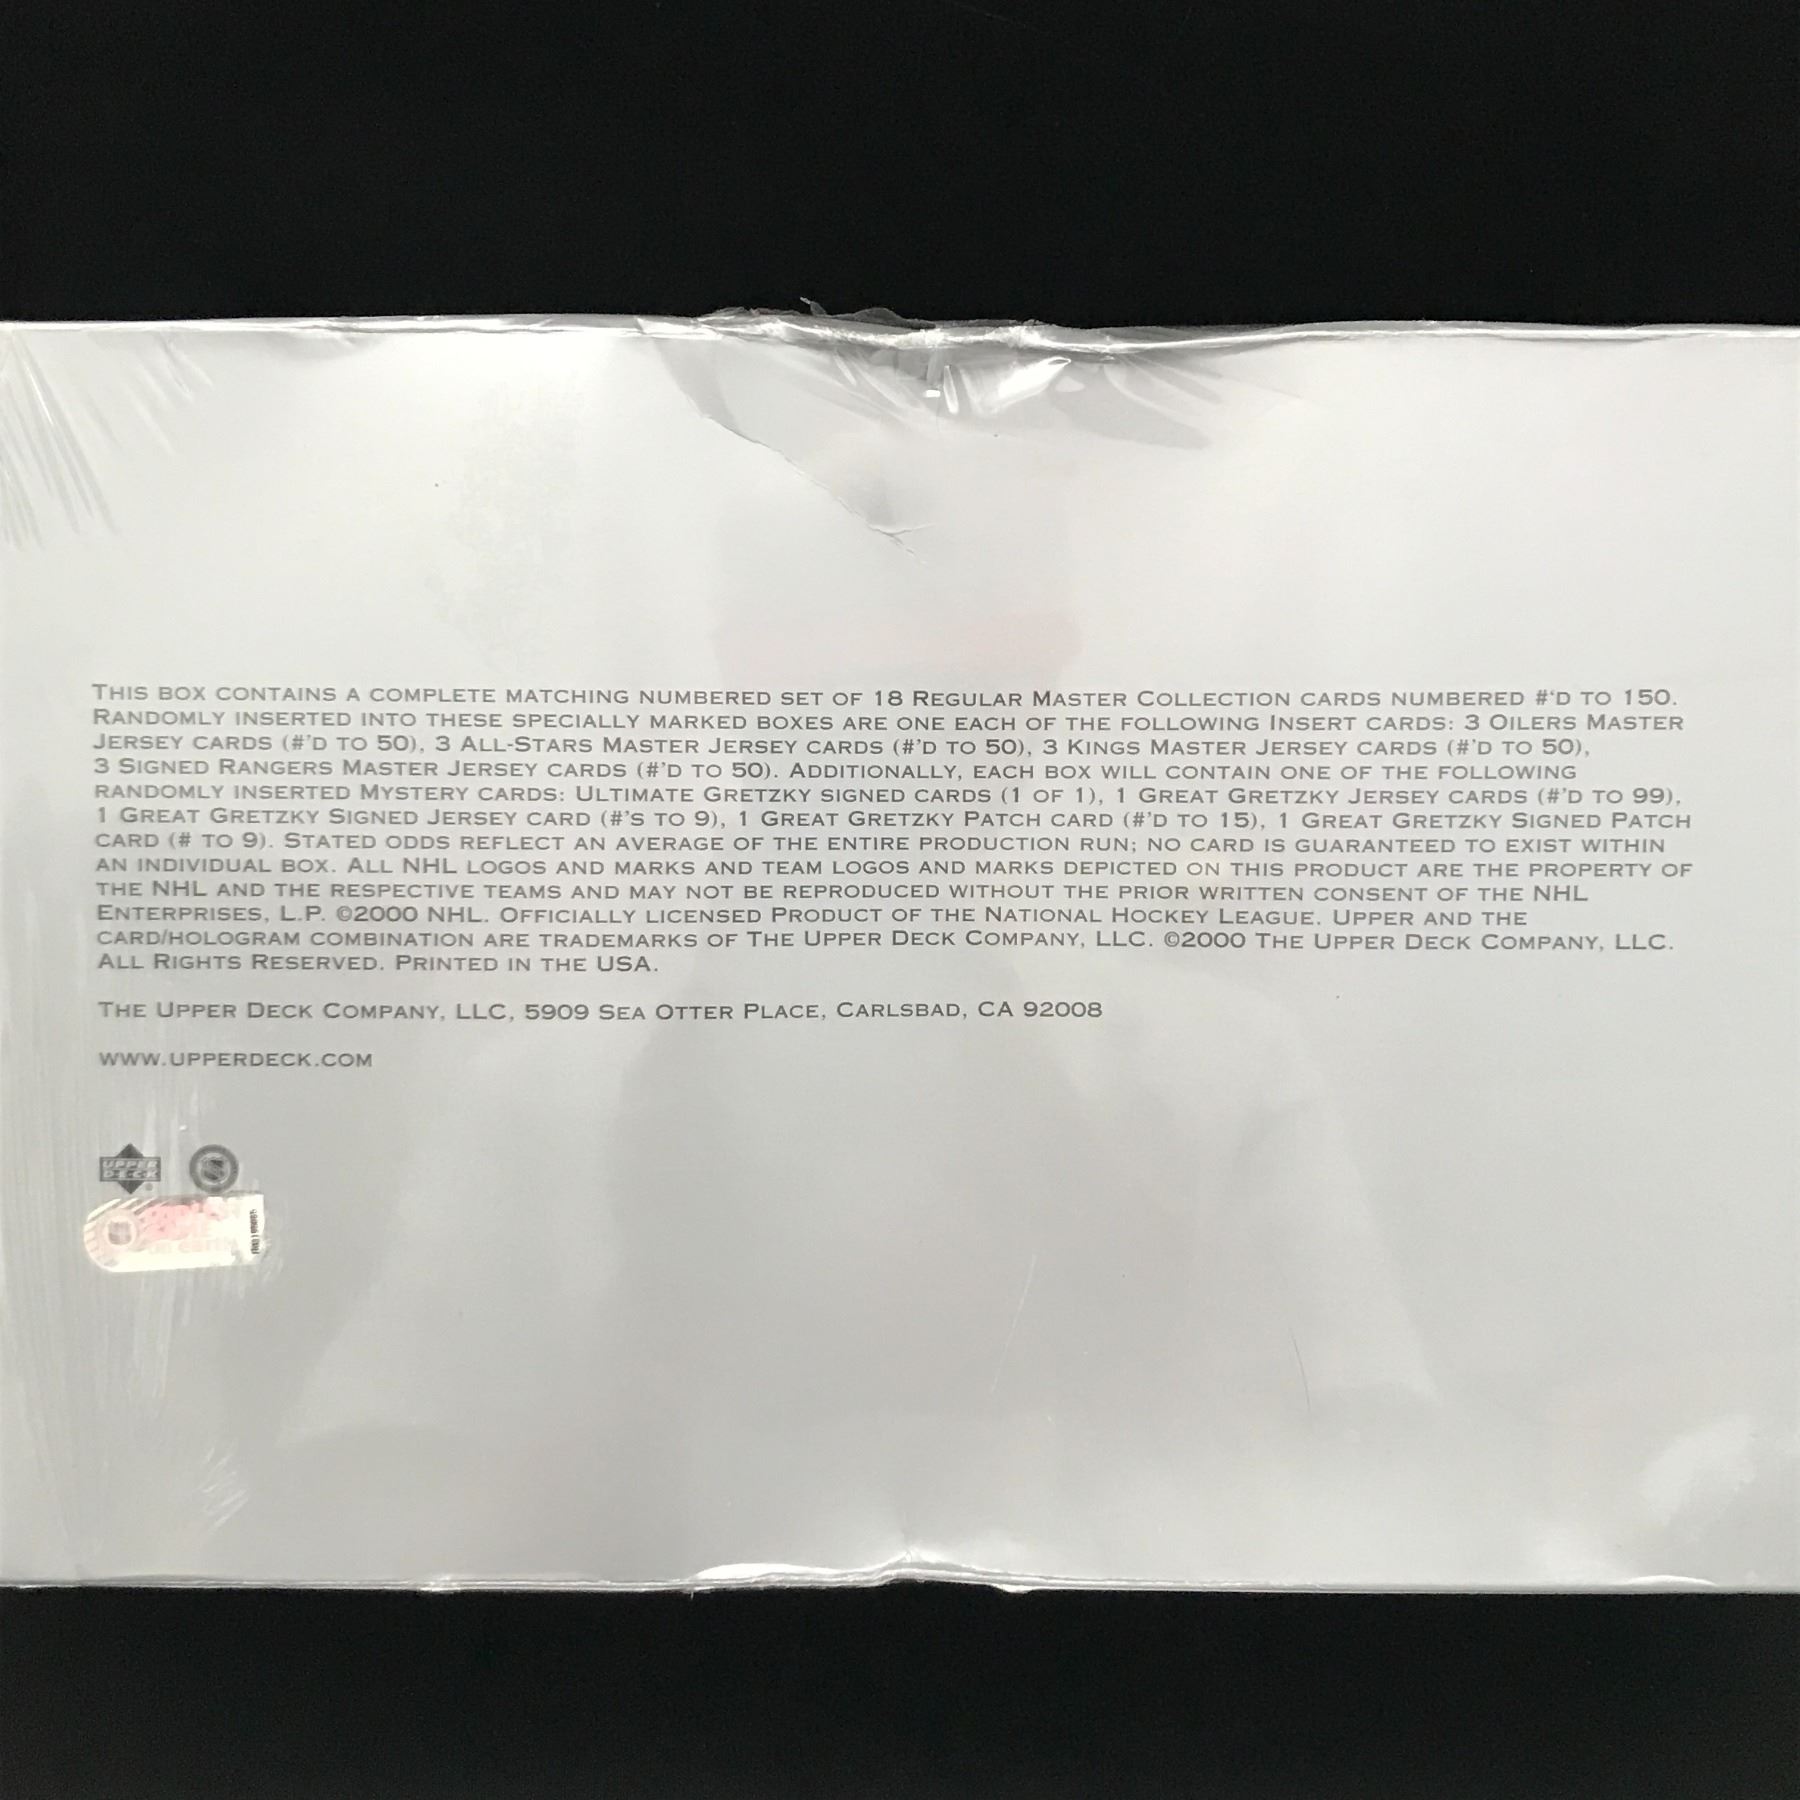 THIS BOX CONTAINS A COMPLETE MATCHING NUMBERED SET OF 18 REGULAR MASTER COLLECTION CARDS NUMBERED #'D TO 150.
RANDOMLY INSERTED INTO THESE SPECIALLY MARKED BOXES ARE ONE EACH OF THE FOLLOWING INSERT CARDS: 3 OILERS MASTER
JERSEY CARDS (#'D TO 50), 3 ALL-STARS MASTER JERSEY CARDS (#'D TO 50), 3 KINGS MASTER JERSEY CARDS (#'D TO 50),
3 SIGNED RANGERS MASTER JERSEY CARDS (#'D TO 50). ADDITIONALLY, EACH BOX WILL CONTAIN ONE OF THE FOLLOWING
RANDOMLY INSERTED MYSTERY CARDS: ULTIMATE GRETZKY SIGNED CARDS (1 OF 1), 1 GREAT GRETZKY JERSEY CARDS (#'D TO 99),
1 GREAT GRETZKY SIGNED JERSEY CARD (#'S TO 9), 1 GREAT GRETZKY PATCH CARD (#'D TO 15), 1 GREAT GRETZKY SIGNED PATCH
CARD (# TO 9). STATED ODDS REFLECT AN AVERAGE OF THE ENTIRE PRODUCTION RUN; NO CARD IS GUARANTEED TO EXIST WITHIN
AN INDIVIDUAL BOX. ALL NHL LOGOS AND MARKS AND TEAM LOGOS AND MARKS DEPICTED ON THIS PRODUCT ARE THE PROPERTY OF
THE NHL AND THE RESPECTIVE TEAMS AND MAY NOT BE REPRODUCED WITHOUT THE PRIOR WRITTEN CONSENT OF THE NHL
ENTERPRISES, L.P. ©2000 NHL. OFFICIALLY LICENSED PRODUCT OF THE NATIONAL HOCKEY LEAGUE. UPPER AND THE
CARD/HOLOGRAM COMBINATION ARE TRADEMARKS OF THE UPPER DECK COMPANY, LLC. ©2000 THE UPPER DECK COMPANY, LLC.
ALL RIGHTS RESERVED. PRINTED IN THE USA.
THE UPPER DECK COMPANY, LLC, 5909 SEA OTTER PLACE, CARLSBAD, CA 92008
WWW.UPPERDECK.COM
UPPER
DECK